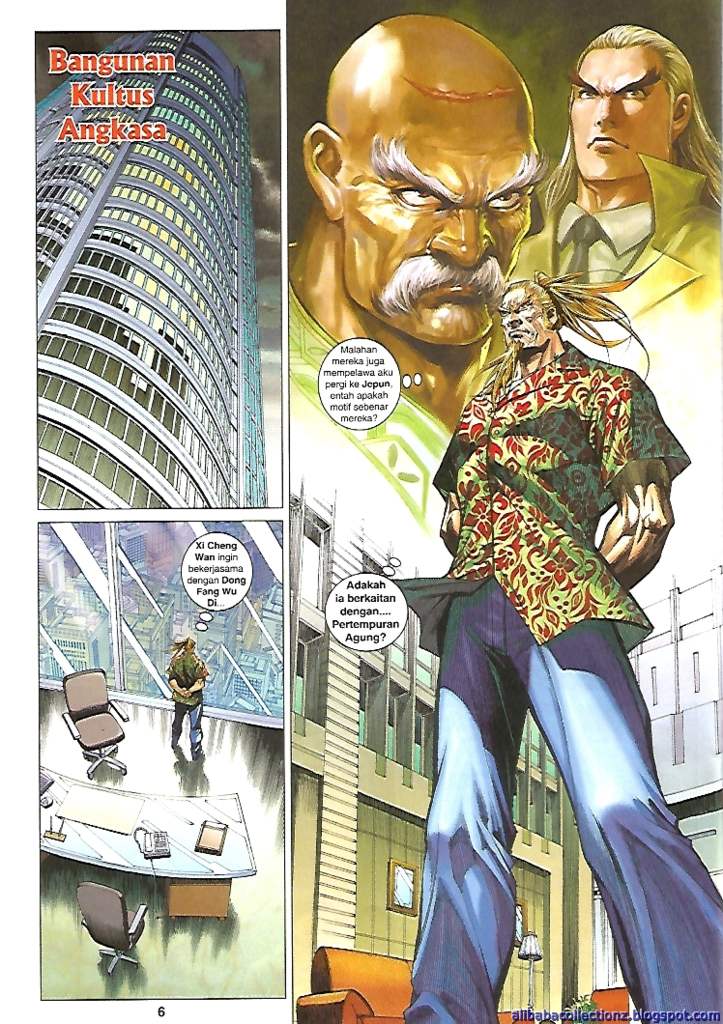 Bangunan
Kultus
Angkasa
Xi Cheng
Wan ingin
bekerjasama
dengan Dong
Fang Wu
Di...
Malahan
mereka juga
mempelawa aku
pergi ke Jepun,
entah apakah
motif sebenar
mereka?
Adakah
ia berkaitan
dengan....
Pertempuran
Agung?
6
alibabacollectionz.blogspot.com